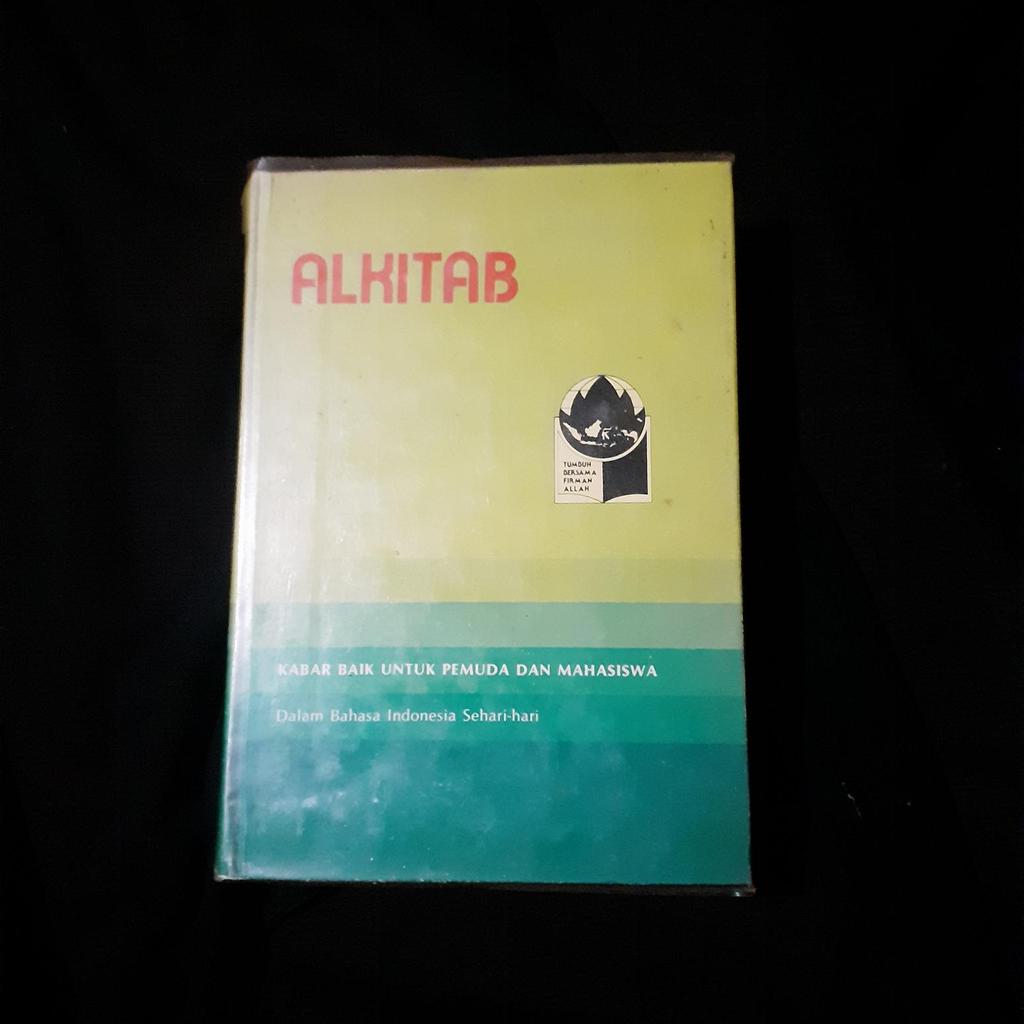 ALKITAB
TUMBUH
BERSAMA
FIRMAN
ALLAH
KABAR BAIK UNTUK PEMUDA DAN MAHASISWA
Dalam Bahasa Indonesia Sehari-hari